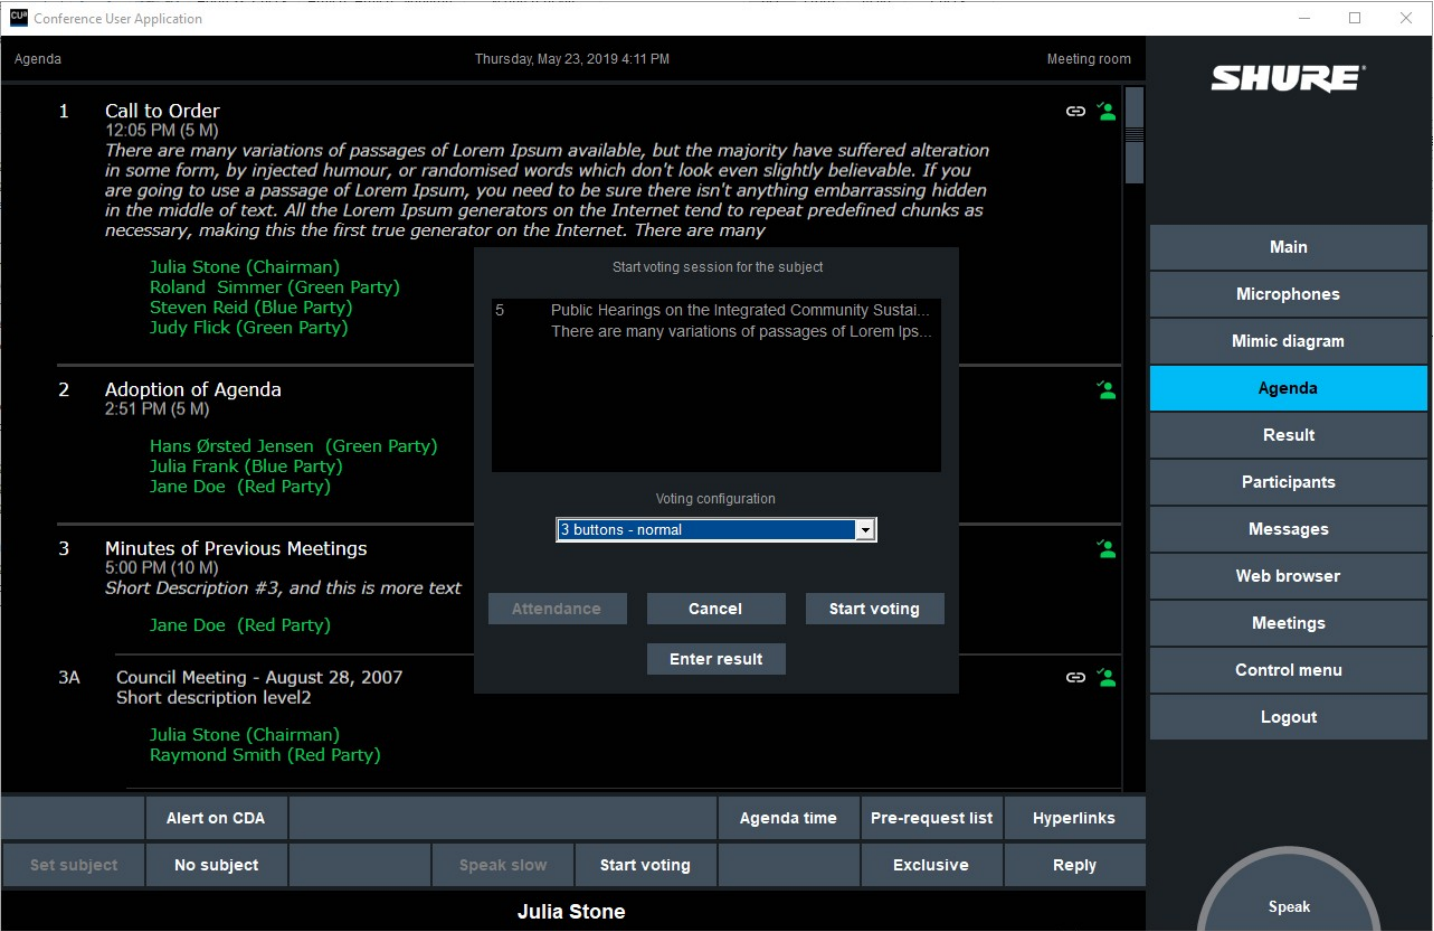 CUa Conference User Application
Agenda
Thursday, May 23, 2019 4:11 PM
Meeting room
SHURE
1 Call to Order
12:05 PM (5 M)
There are many variations of passages of Lorem Ipsum available, but the majority have suffered alteration
in some form, by injected humour, or randomised words which don't look even slightly believable. If you
are going to use a passage of Lorem Ipsum, you need to be sure there isn't anything embarrassing hidden
in the middle of text. All the Lorem Ipsum generators on the Internet tend to repeat predefined chunks as
necessary, making this the first true generator on the Internet. There are many
Julia Stone (Chairman)
Roland Simmer (Green Party)
Steven Reid (Blue Party)
Judy Flick (Green Party)
2 Adoption of Agenda
2:51 PM (5 M)
Hans Ørsted Jensen (Green Party)
Julia Frank (Blue Party)
Jane Doe (Red Party)
3 Minutes of Previous Meetings
5:00 PM (10 M)
Short Description #3, and this is more text
Jane Doe (Red Party)
3A Council Meeting - August 28, 2007
Short description level2
Julia Stone (Chairman)
Raymond Smith (Red Party)
Start voting session for the subject
5 Public Hearings on the Integrated Community Sustai...
There are many variations of passages of Lorem Ips...
Voting configuration
3 buttons - normal
Attendance
Cancel
Start voting
Enter result
Main
Microphones
Mimic diagram
Agenda
Result
Participants
Messages
Web browser
Meetings
Control menu
Logout
Alert on CDA
Agenda time
Pre-request list
Hyperlinks
Set subject
No subject
Speak slow
Start voting
Exclusive
Reply
Julia Stone
Speak